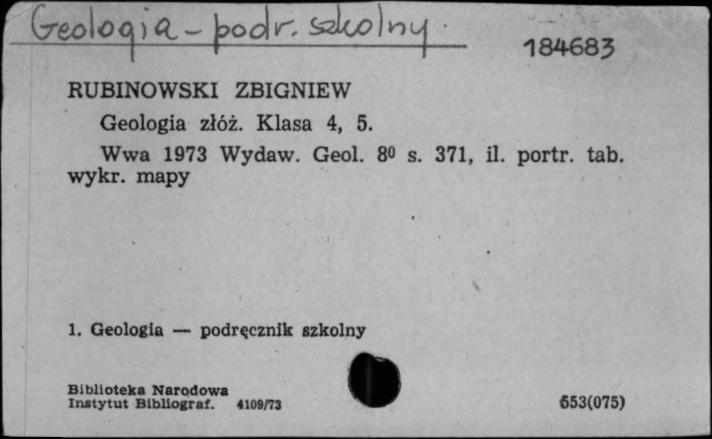 Geologia - podr. szkolny
184683
RUBINOWSKI ZBIGNIEW
Geologia złóż. Klasa 4, 5.
Wwa 1973 Wydaw. Geol. 8⁰ s. 371, il. portr. tab.
wykr. mapy
1. Geologia — podręcznik szkolny
Biblioteka Narodowa
Instytut Bibliograf. 4109/73
553(075)